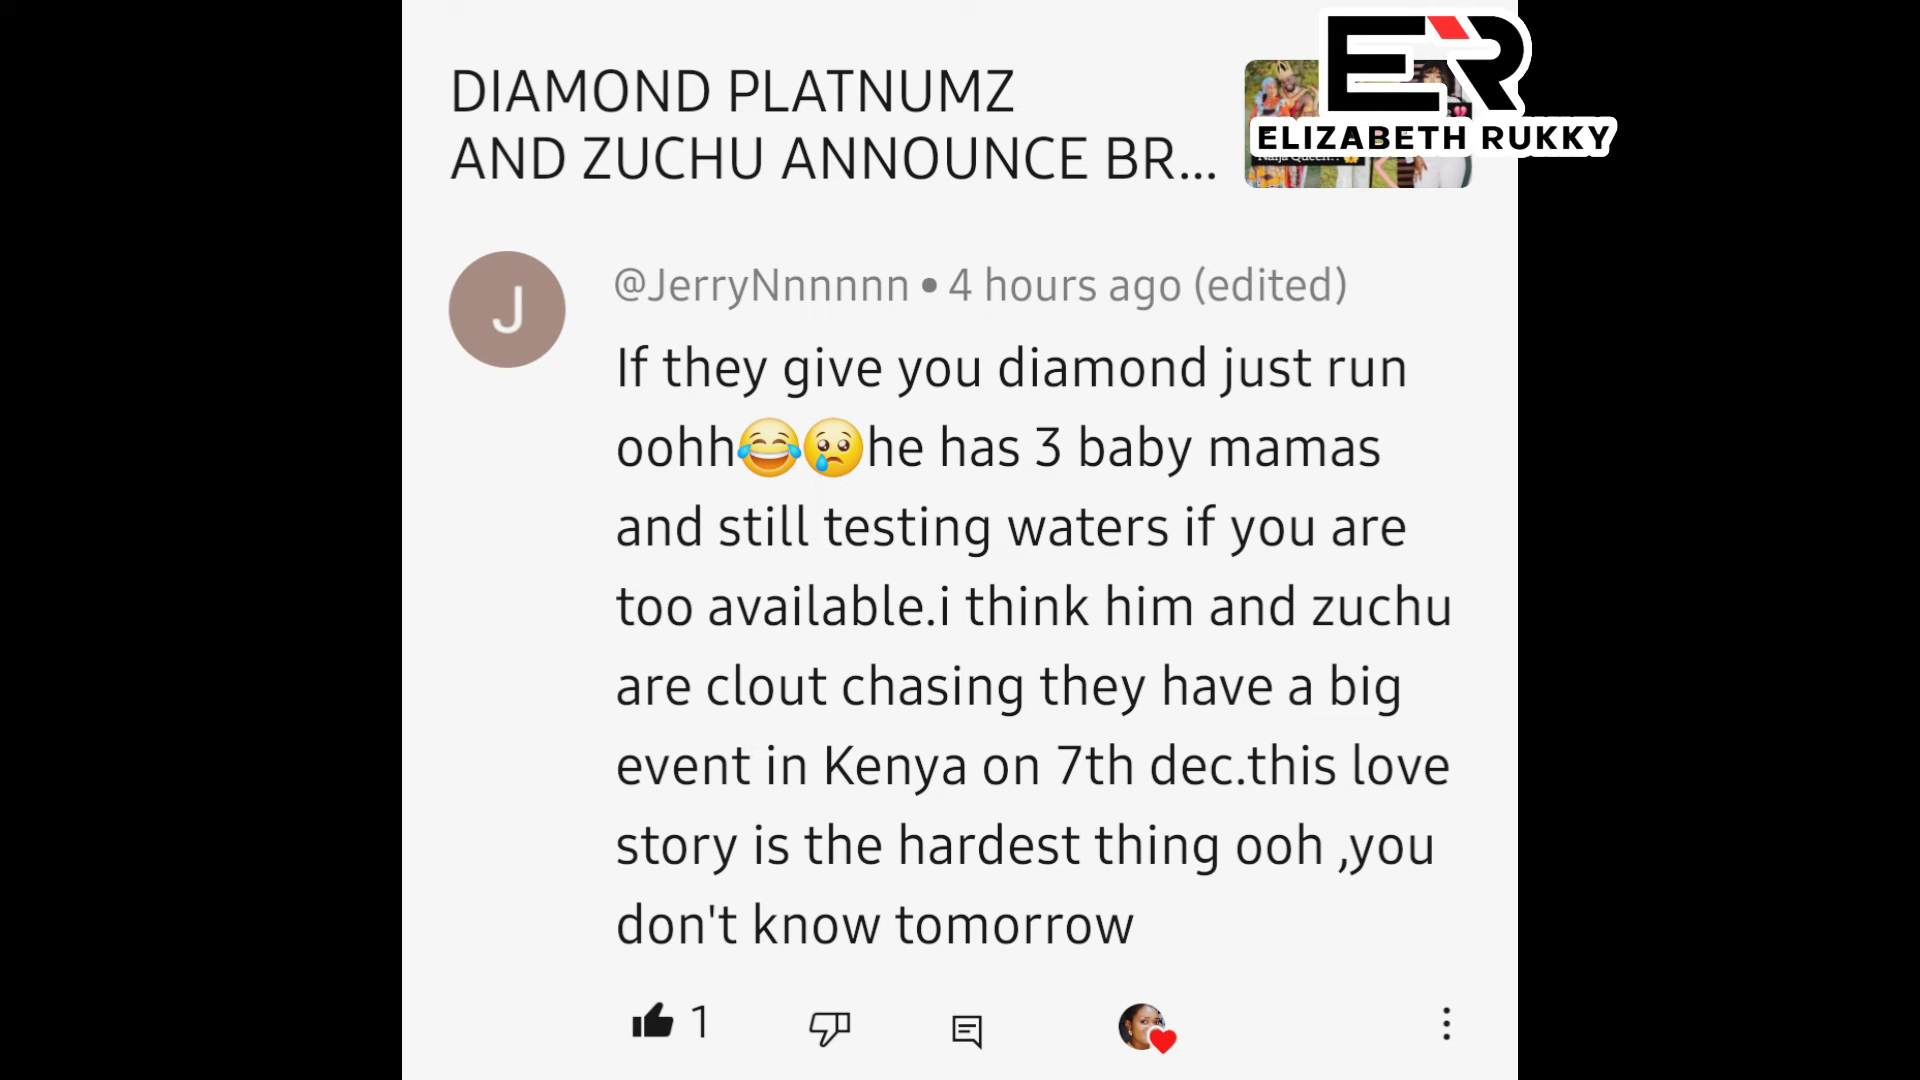 DIAMOND PLATNUMZ
AND ZUCHU ANNOUNCE BR...
ER
ELIZABETH RUKKY
Naija Queen!!
J
@JerryNnnnnn • 4 hours ago (edited)
If they give you diamond just run
oohh😂😢he has 3 baby mamas
and still testing waters if you are
too available.i think him and zuchu
are clout chasing they have a big
event in Kenya on 7th dec.this love
story is the hardest thing ooh ,you
don't know tomorrow
1